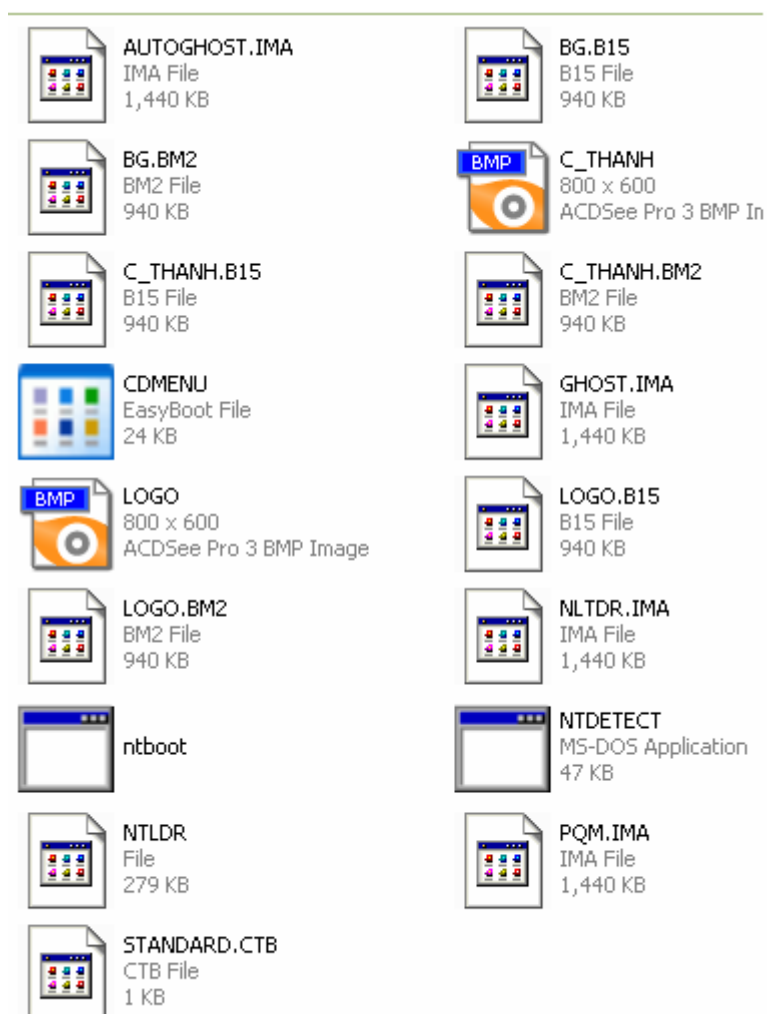 AUTOGHOST.IMA
IMA File
1,440 KB
BG.B15
B15 File
940 KB
BG.BM2
BM2 File
940 KB
BMP
C_THANH
800 x 600
ACDSee Pro 3 BMP In
C_THANH.B15
B15 File
940 KB
C_THANH.BM2
BM2 File
940 KB
CDMENU
EasyBoot File
24 KB
GHOST.IMA
IMA File
1,440 KB
BMP
LOGO
800 x 600
ACDSee Pro 3 BMP Image
LOGO.B15
B15 File
940 KB
LOGO.BM2
BM2 File
940 KB
NLTDR.IMA
IMA File
1,440 KB
ntboot
NTDETECT
MS-DOS Application
47 KB
NTLDR
File
279 KB
PQM.IMA
IMA File
1,440 KB
STANDARD.CTB
CTB File
1 KB